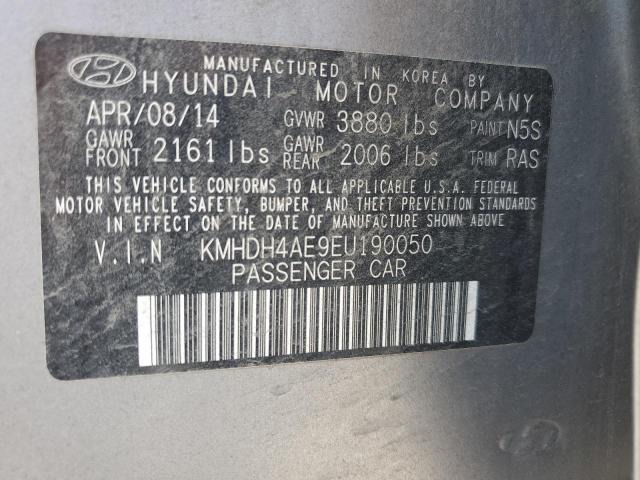 MANUFACTURED IN KOREA BY
HYUNDAI MOTOR COMPANY
APR/08/14 GVWR 3880 lbs PAINT N5S
GAWR FRONT 2161 lbs GAWR REAR 2006 lbs TRIM RAS
THIS VEHICLE CONFORMS TO ALL APPLICABLE U.S.A. FEDERAL
MOTOR VEHICLE SAFETY, BUMPER, AND THEFT PREVENTION STANDARDS
IN EFFECT ON THE DATE OF MANUFACTURE SHOWN ABOVE
V.I.N KMHDH4AE9EU190050
PASSENGER CAR